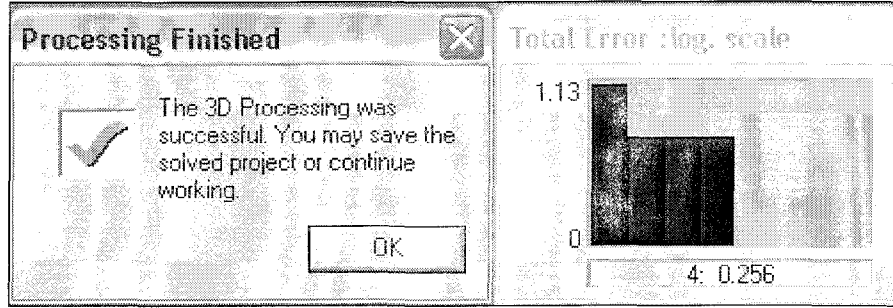 Processing Finished
Total Error :log. scale
The 3D Processing was
successful. You may save the
solved project or continue
working.
OK
1.13
0
4: 0.256